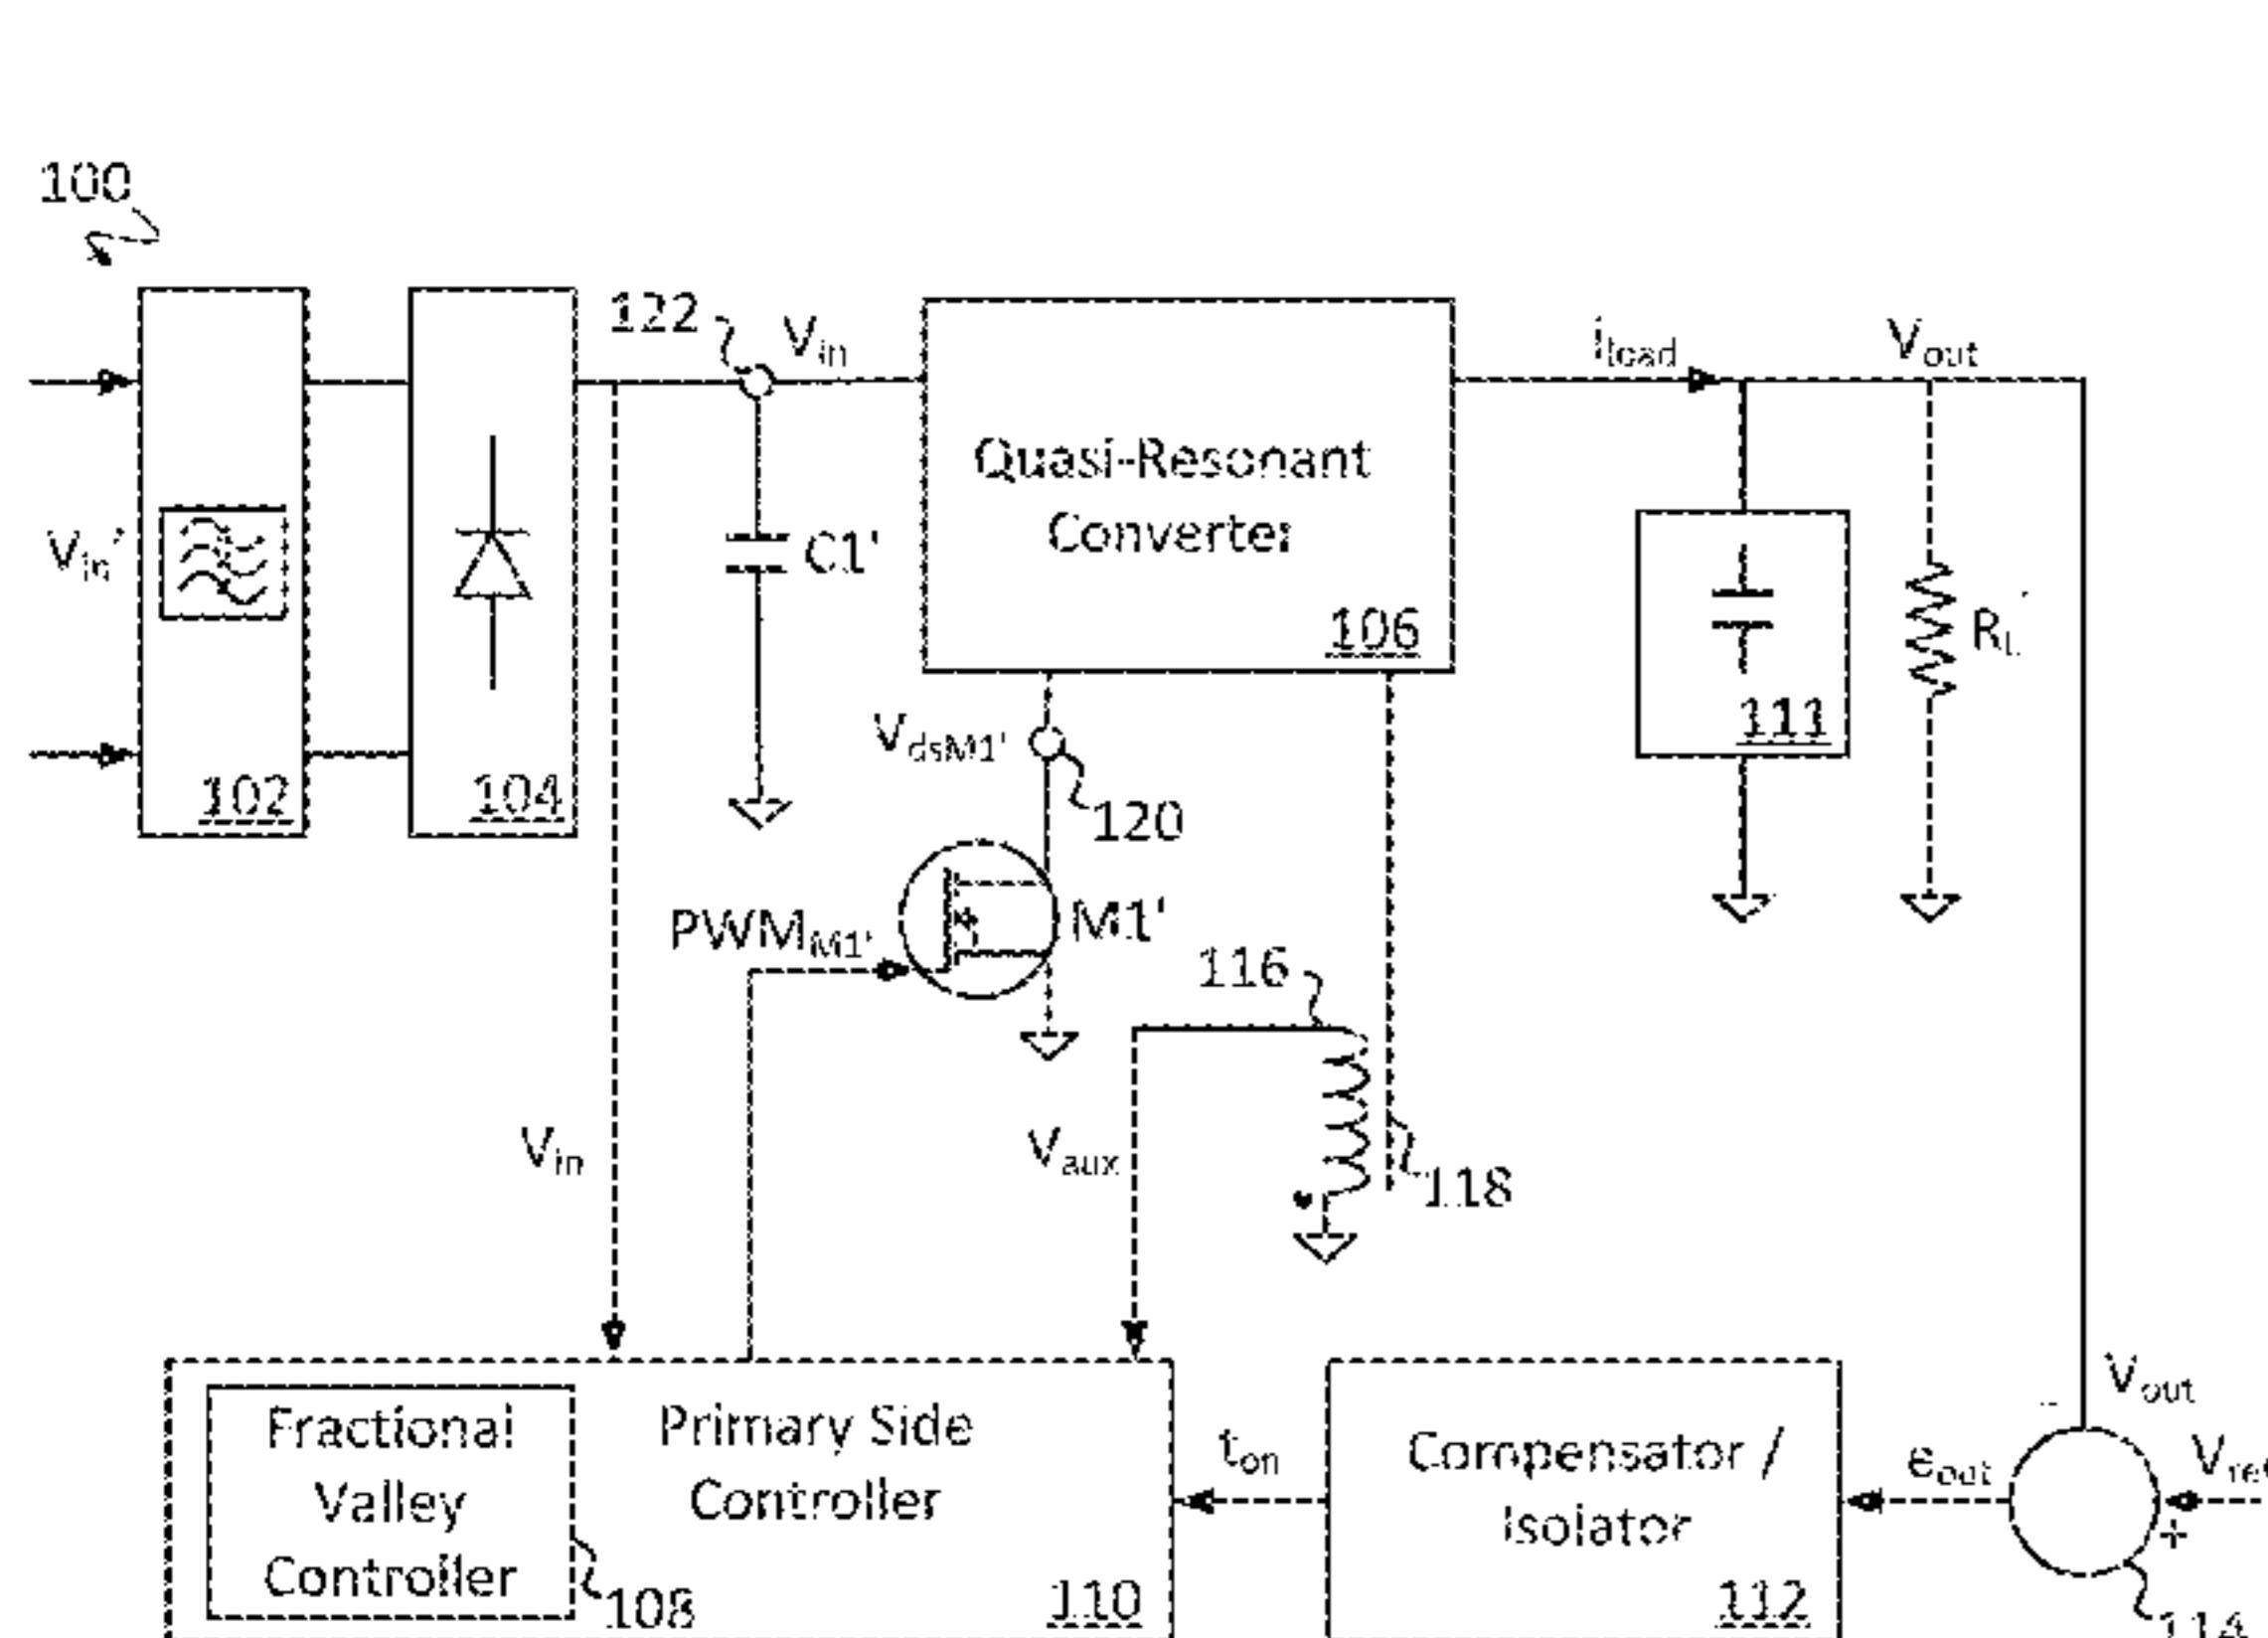 100
122
Vin
iload
Vout
Quasi-Resonant
Converter
106
Vin'
C1'
RL'
111
102
104
VdsM1'
120
PWMM1'
M1'
116
Vin
Vaux
118
Vout
Fractional
Valley
Controller
108
Primary Side
Controller
110
ton
Compensator /
Isolator
112
eout
-
+